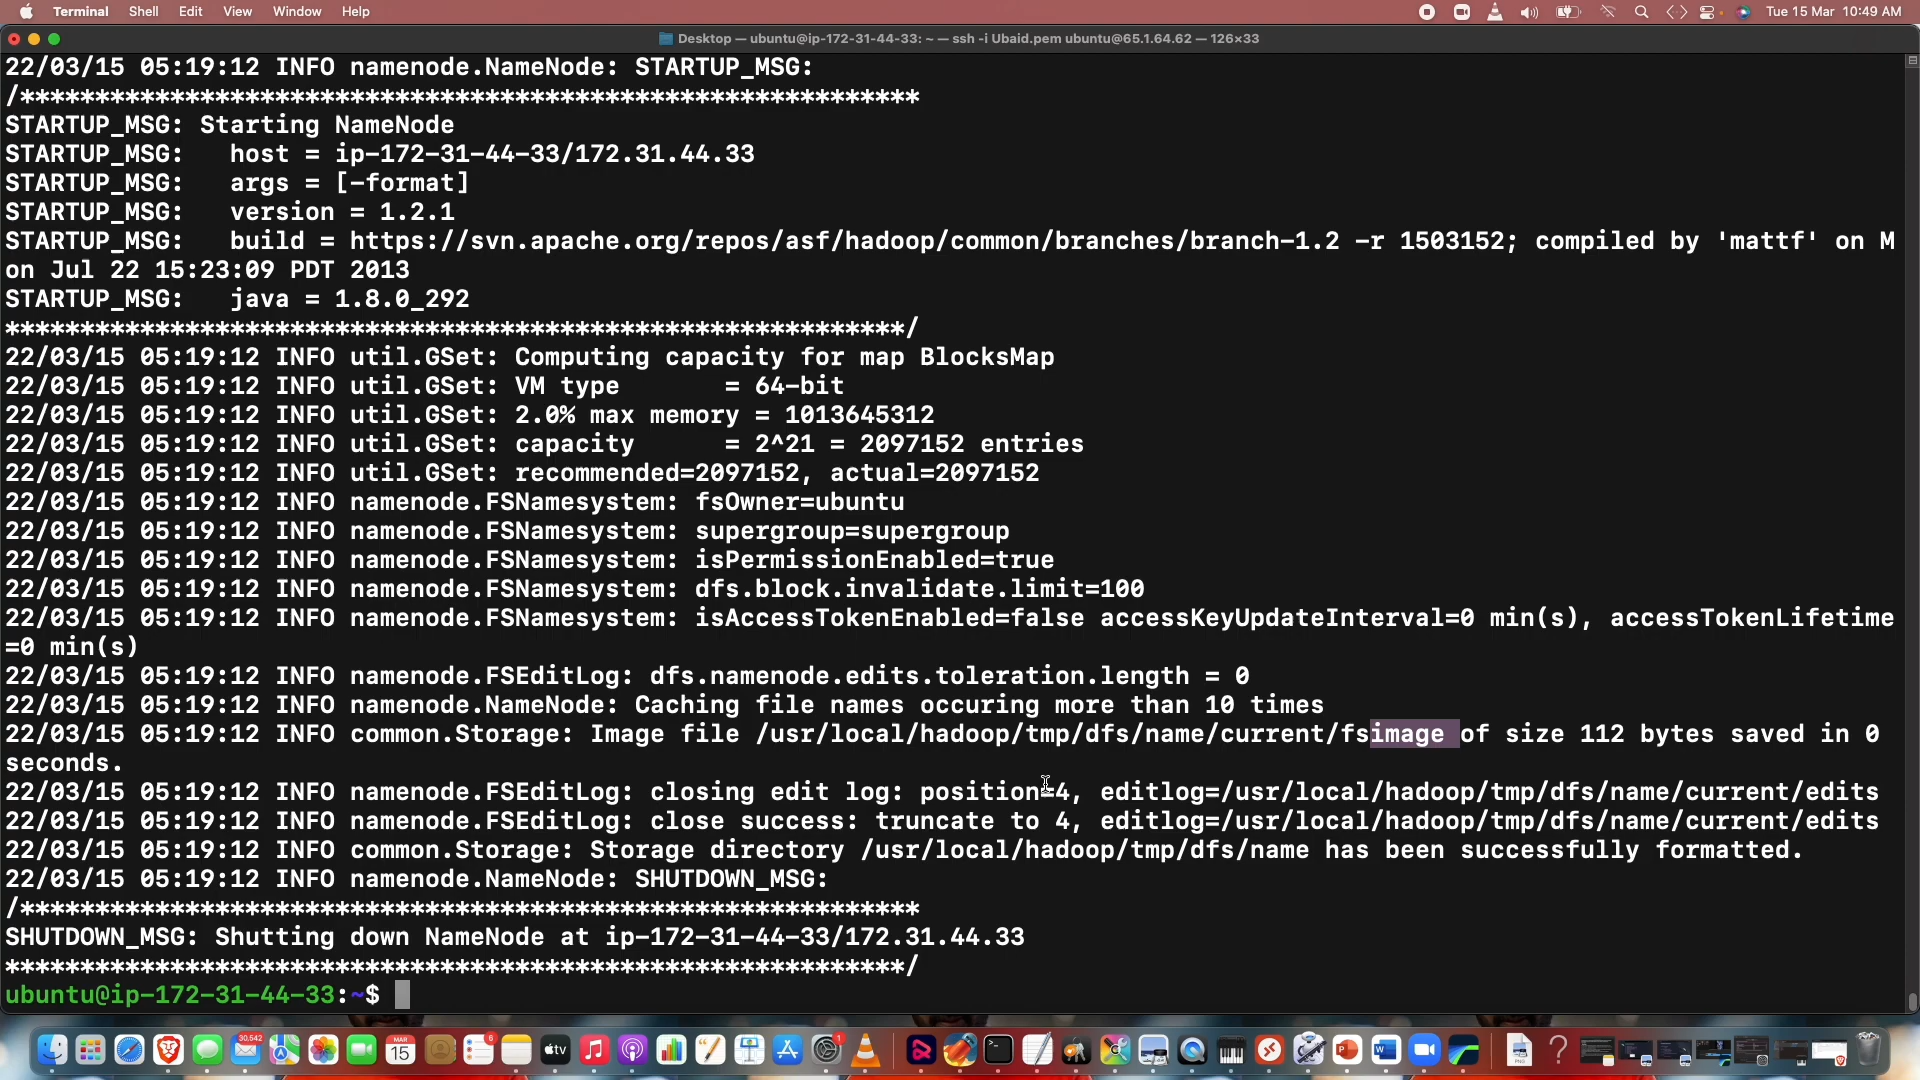 Terminal Shell Edit View Window Help Tue 15 Mar 10:49 AM
Desktop — ubuntu@ip-172-31-44-33: ~ — ssh -i Ubaid.pem ubuntu@65.1.64.62 — 126×33
22/03/15 05:19:12 INFO namenode.NameNode: STARTUP_MSG:
/************************************************************
STARTUP_MSG: Starting NameNode
STARTUP_MSG:   host = ip-172-31-44-33/172.31.44.33
STARTUP_MSG:   args = [-format]
STARTUP_MSG:   version = 1.2.1
STARTUP_MSG:   build = https://svn.apache.org/repos/asf/hadoop/common/branches/branch-1.2 -r 1503152; compiled by 'mattf' on M
on Jul 22 15:23:09 PDT 2013
STARTUP_MSG:   java = 1.8.0_292
************************************************************/
22/03/15 05:19:12 INFO util.GSet: Computing capacity for map BlocksMap
22/03/15 05:19:12 INFO util.GSet: VM type       = 64-bit
22/03/15 05:19:12 INFO util.GSet: 2.0% max memory = 1013645312
22/03/15 05:19:12 INFO util.GSet: capacity      = 2^21 = 2097152 entries
22/03/15 05:19:12 INFO util.GSet: recommended=2097152, actual=2097152
22/03/15 05:19:12 INFO namenode.FSNamesystem: fsOwner=ubuntu
22/03/15 05:19:12 INFO namenode.FSNamesystem: supergroup=supergroup
22/03/15 05:19:12 INFO namenode.FSNamesystem: isPermissionEnabled=true
22/03/15 05:19:12 INFO namenode.FSNamesystem: dfs.block.invalidate.limit=100
22/03/15 05:19:12 INFO namenode.FSNamesystem: isAccessTokenEnabled=false accessKeyUpdateInterval=0 min(s), accessTokenLifetime
=0 min(s)
22/03/15 05:19:12 INFO namenode.FSEditLog: dfs.namenode.edits.toleration.length = 0
22/03/15 05:19:12 INFO namenode.NameNode: Caching file names occuring more than 10 times
22/03/15 05:19:12 INFO common.Storage: Image file /usr/local/hadoop/tmp/dfs/name/current/fsimage of size 112 bytes saved in 0
seconds.
22/03/15 05:19:12 INFO namenode.FSEditLog: closing edit log: position=4, editlog=/usr/local/hadoop/tmp/dfs/name/current/edits
22/03/15 05:19:12 INFO namenode.FSEditLog: close success: truncate to 4, editlog=/usr/local/hadoop/tmp/dfs/name/current/edits
22/03/15 05:19:12 INFO common.Storage: Storage directory /usr/local/hadoop/tmp/dfs/name has been successfully formatted.
22/03/15 05:19:12 INFO namenode.NameNode: SHUTDOWN_MSG:
/************************************************************
SHUTDOWN_MSG: Shutting down NameNode at ip-172-31-44-33/172.31.44.33
************************************************************/
ubuntu@ip-172-31-44-33:~$
30,542 MAR 15 6 tv 1